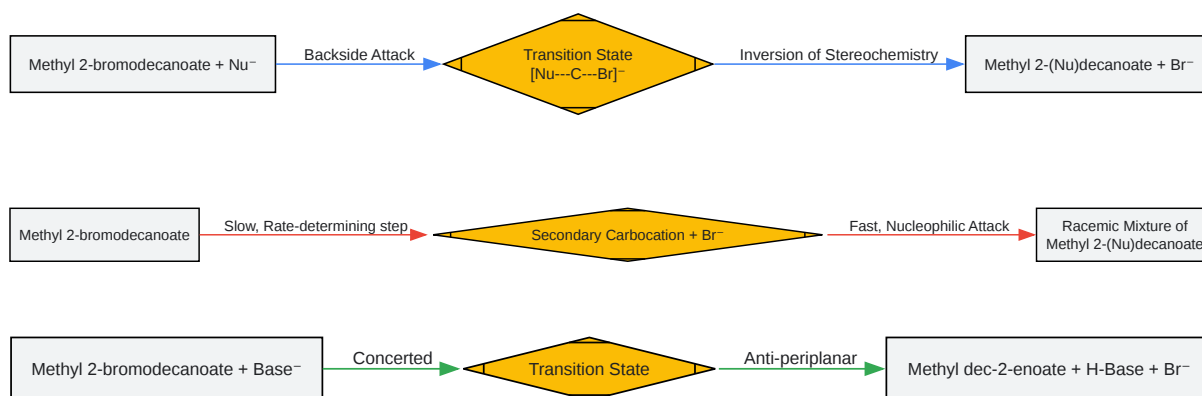 Methyl 2-bromodecanoate + Nu⁻
Backside Attack
Transition State
[Nu---C---Br]⁻
Inversion of Stereochemistry
Methyl 2-(Nu)decanoate + Br⁻
Methyl 2-bromodecanoate
Slow, Rate-determining step
Secondary Carbocation + Br⁻
Fast, Nucleophilic Attack
Racemic Mixture of
Methyl 2-(Nu)decanoate
Methyl 2-bromodecanoate + Base⁻
Concerted
Transition State
Anti-periplanar
Methyl dec-2-enoate + H-Base + Br⁻